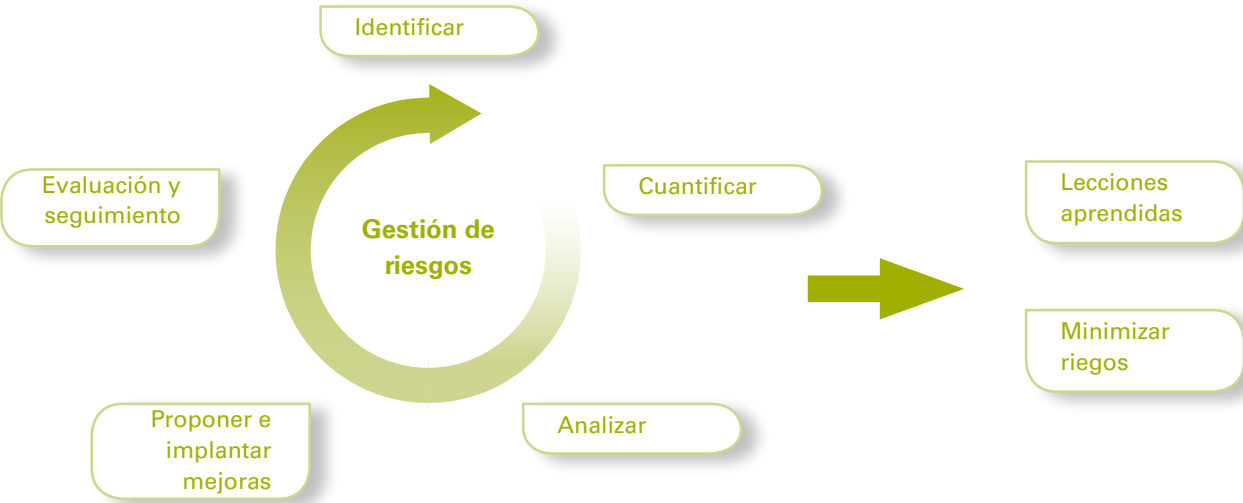 Identificar
Cuantificar
Analizar
Proponer e
implantar
mejoras
Evaluación y
seguimiento
Gestión de
riesgos
Lecciones
aprendidas
Minimizar
riegos